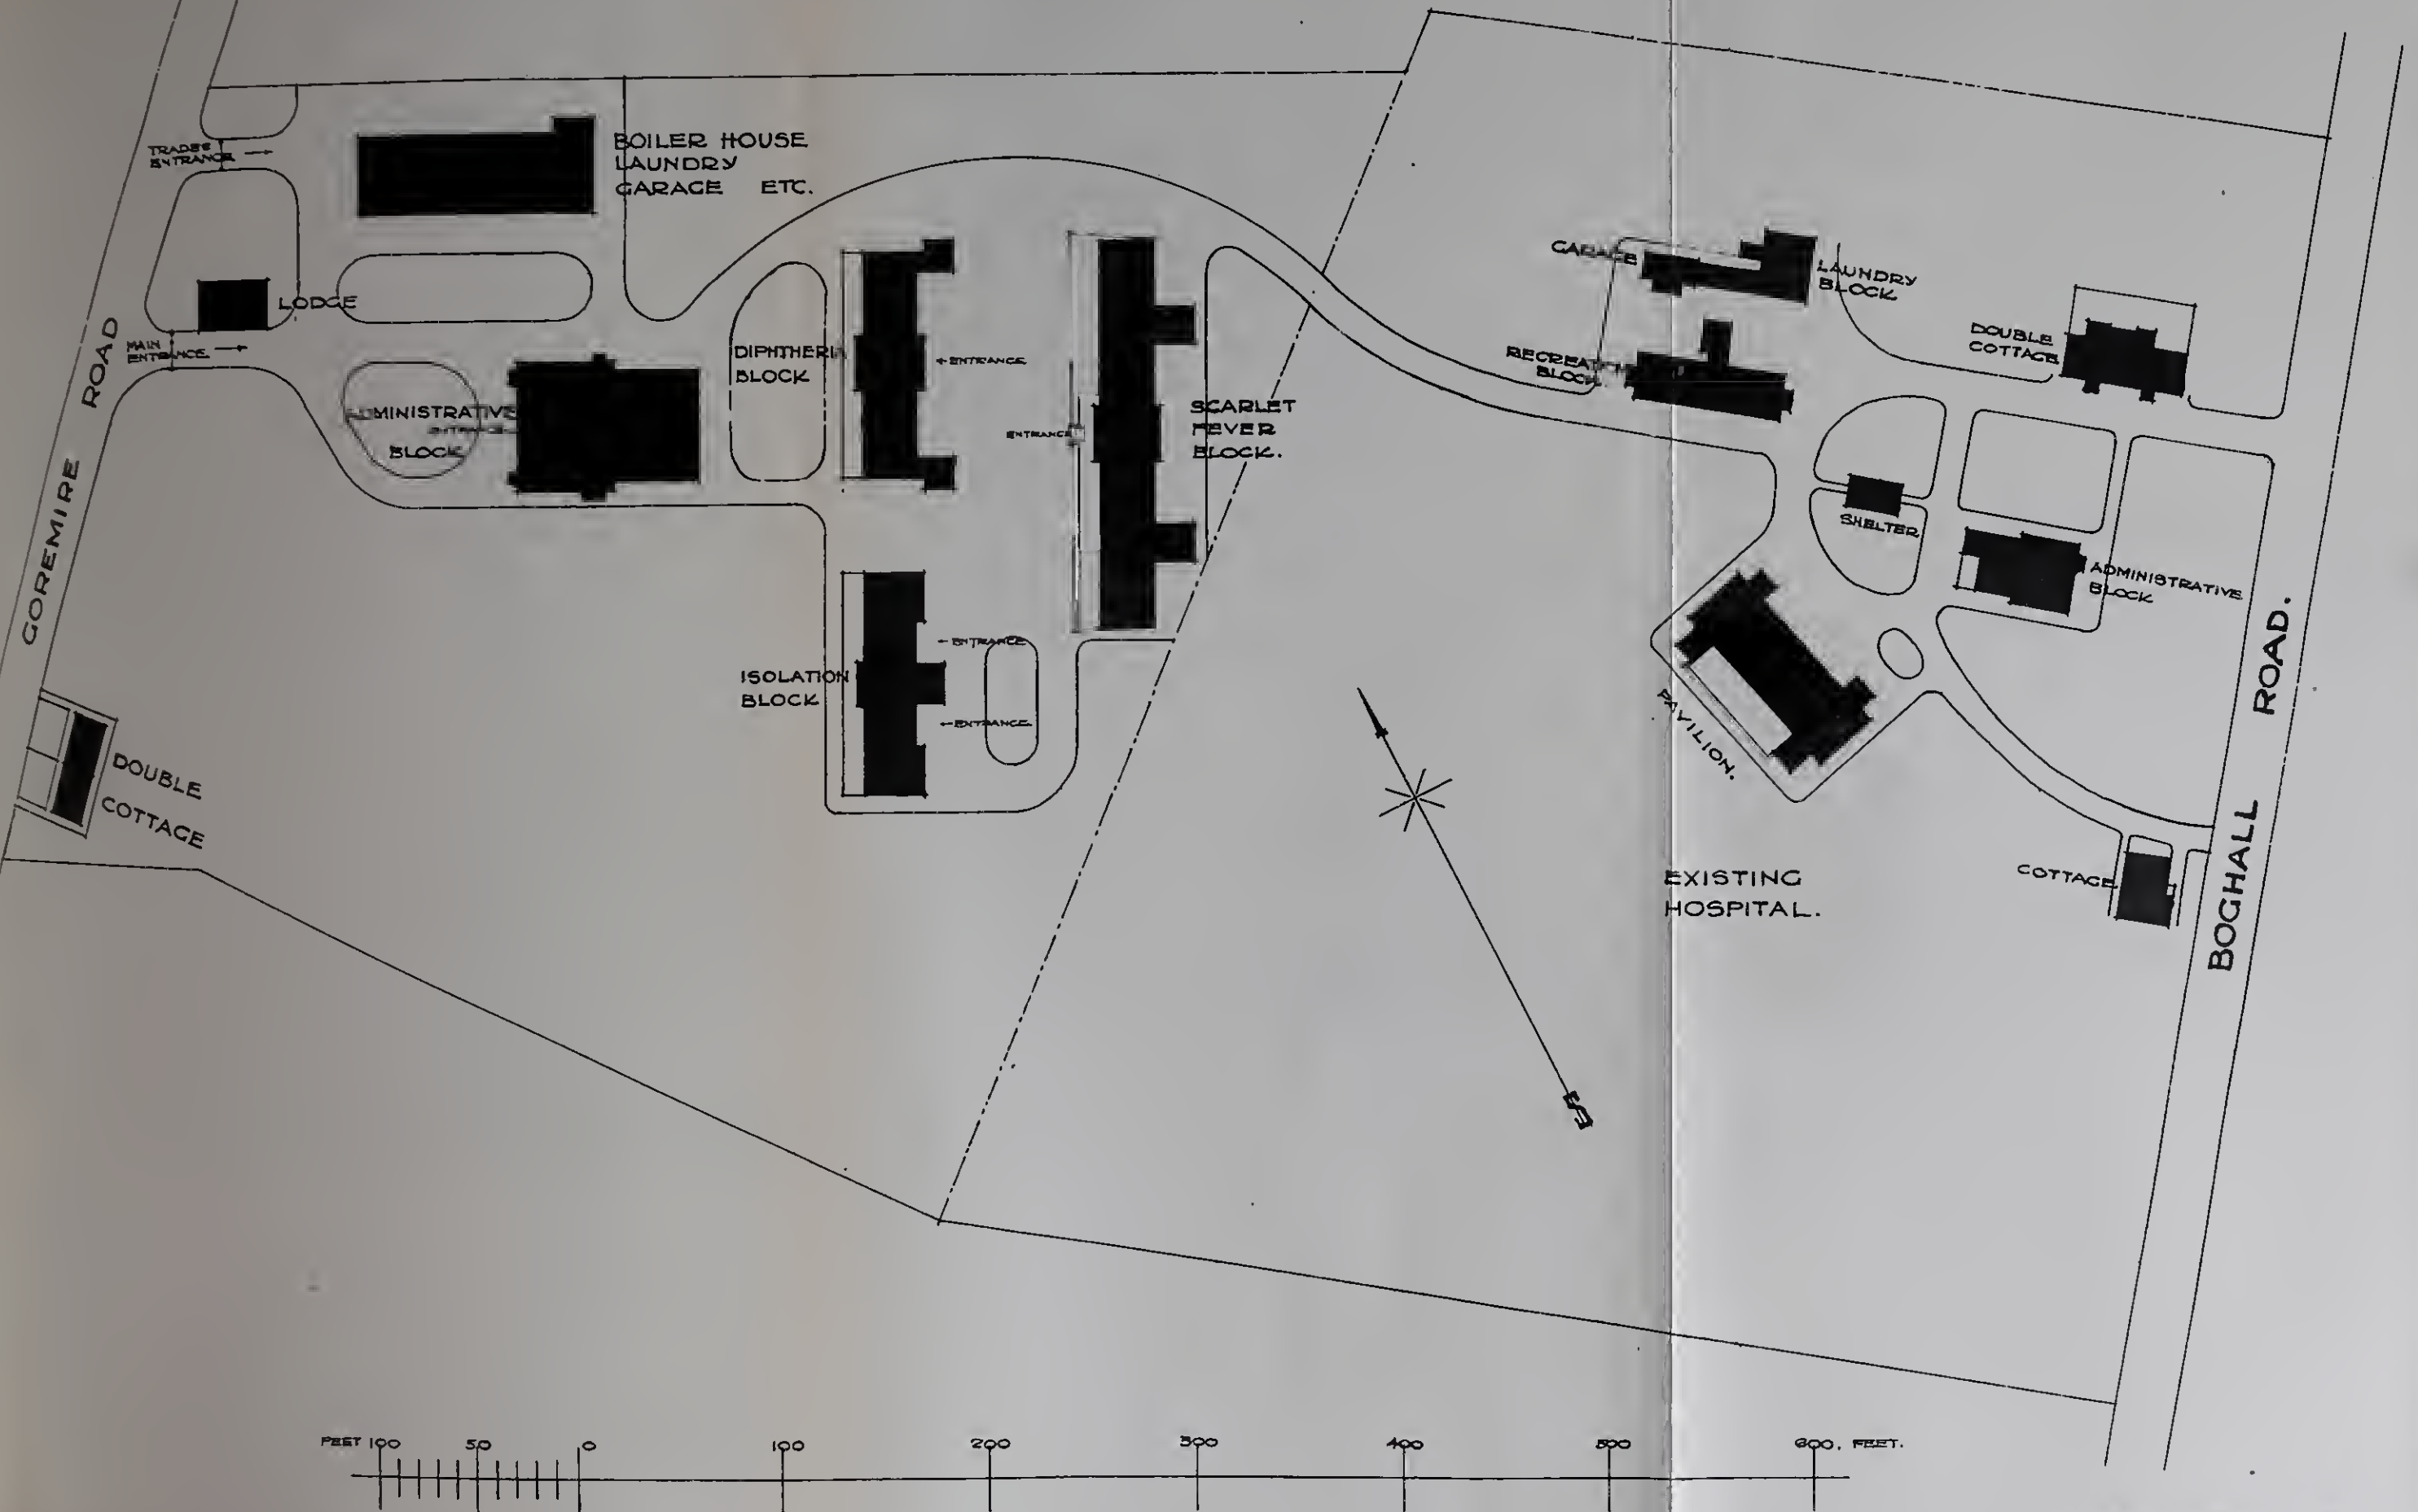 TRADES
ENTRANCE
BOILER HOUSE
LAUNDRY
GARAGE ETC.
LODGE
MAIN
ENTRANCE
GOREMIRE ROAD
ADMINISTRATIVE
ENTRANCE
BLOCK
DIPHTHERIA
BLOCK
ENTRANCE
ENTRANCE
SCARLET
FEVER
BLOCK.
ISOLATION
BLOCK
ENTRANCE
ENTRANCE
DOUBLE
COTTAGE
GARAGE
LAUNDRY
BLOCK
RECREATION
BLOCK.
DOUBLE
COTTAGE
SHELTER
ADMINISTRATIVE
BLOCK
PAVILION.
BOGHALL ROAD.
COTTAGE
EXISTING
HOSPITAL.
S
FEET 100 50 0 100 200 300 400 500 600. FEET.